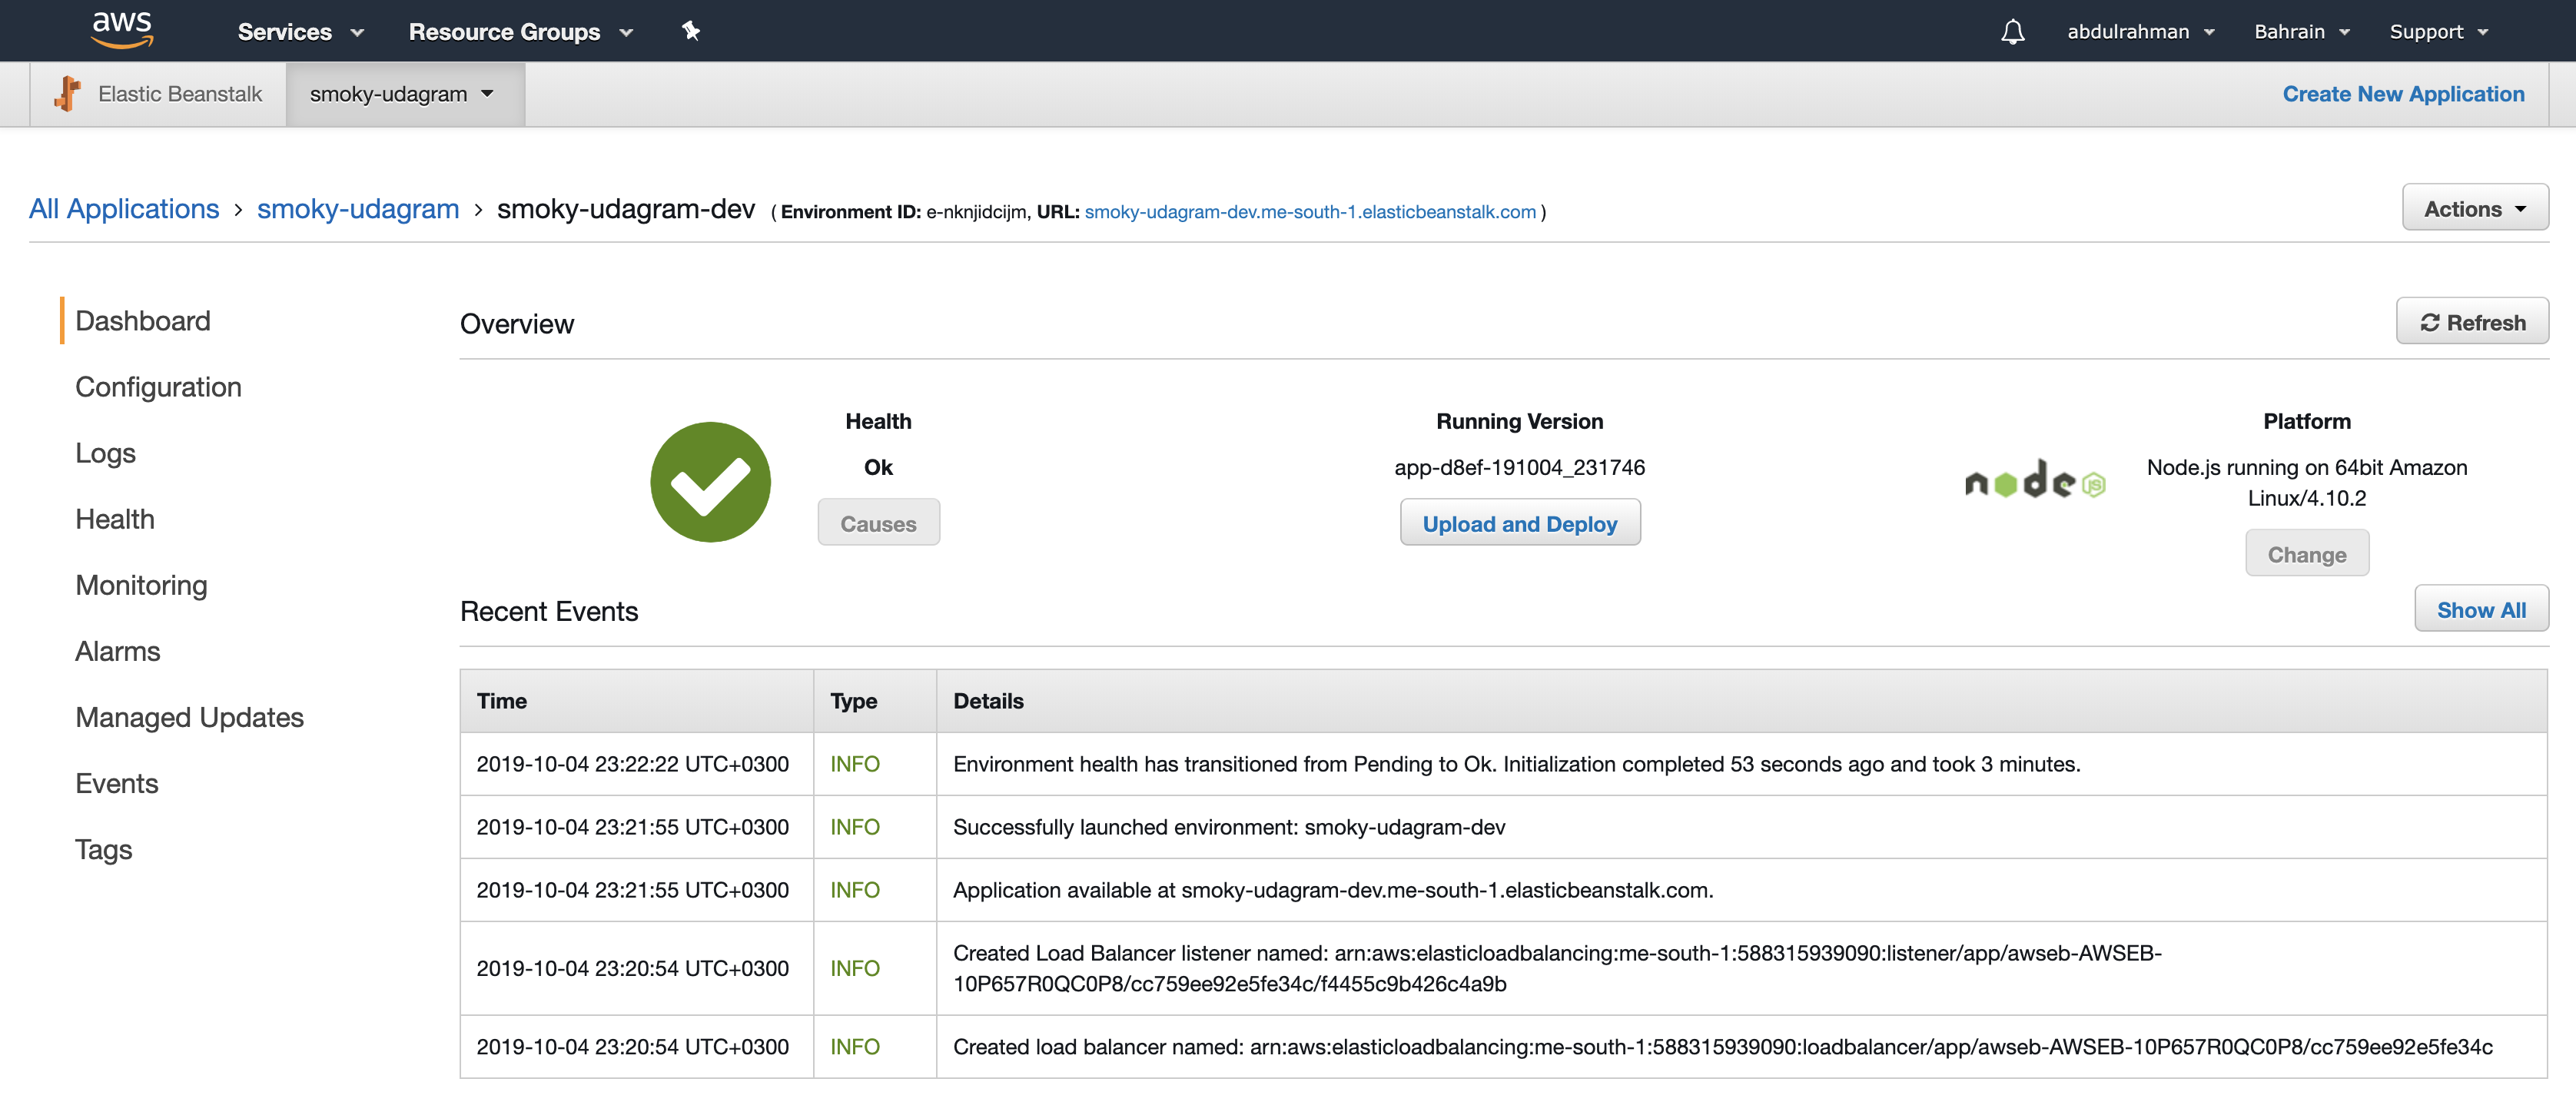 aws Services Resource Groups abdulrahman Bahrain Support
Elastic Beanstalk smoky-udagram Create New Application
All Applications > smoky-udagram > smoky-udagram-dev ( Environment ID: e-nknjidcijm, URL: smoky-udagram-dev.me-south-1.elasticbeanstalk.com ) Actions
Dashboard
Configuration
Logs
Health
Monitoring
Alarms
Managed Updates
Events
Tags
Overview Refresh
Health
Ok
Causes
Running Version
app-d8ef-191004_231746
Upload and Deploy
node JS
Platform
Node.js running on 64bit Amazon
Linux/4.10.2
Change
Recent Events Show All
Time Type Details
2019-10-04 23:22:22 UTC+0300 INFO Environment health has transitioned from Pending to Ok. Initialization completed 53 seconds ago and took 3 minutes.
2019-10-04 23:21:55 UTC+0300 INFO Successfully launched environment: smoky-udagram-dev
2019-10-04 23:21:55 UTC+0300 INFO Application available at smoky-udagram-dev.me-south-1.elasticbeanstalk.com.
2019-10-04 23:20:54 UTC+0300 INFO Created Load Balancer listener named: arn:aws:elasticloadbalancing:me-south-1:588315939090:listener/app/awseb-AWSEB-
10P657R0QC0P8/cc759ee92e5fe34c/f4455c9b426c4a9b
2019-10-04 23:20:54 UTC+0300 INFO Created load balancer named: arn:aws:elasticloadbalancing:me-south-1:588315939090:loadbalancer/app/awseb-AWSEB-10P657R0QC0P8/cc759ee92e5fe34c